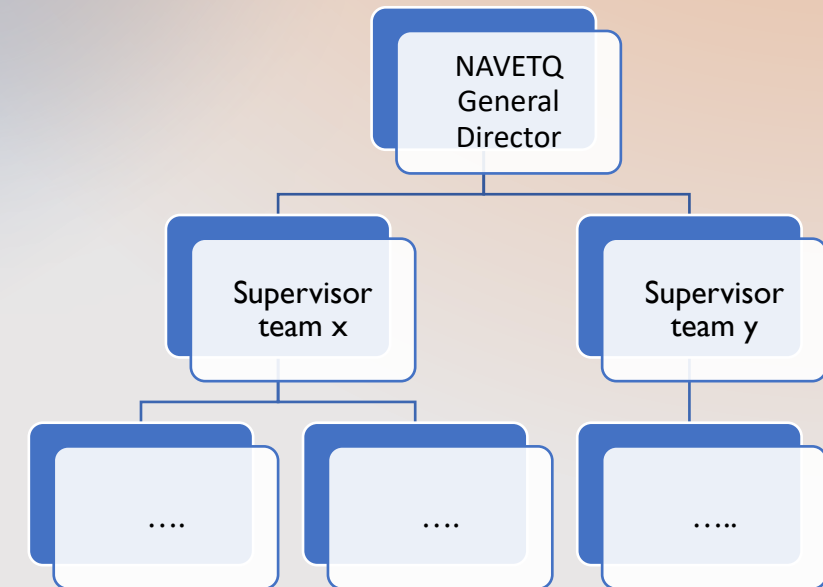 NAVETQ
General
Director
Supervisor
team x
Supervisor
team y
....
....
.....